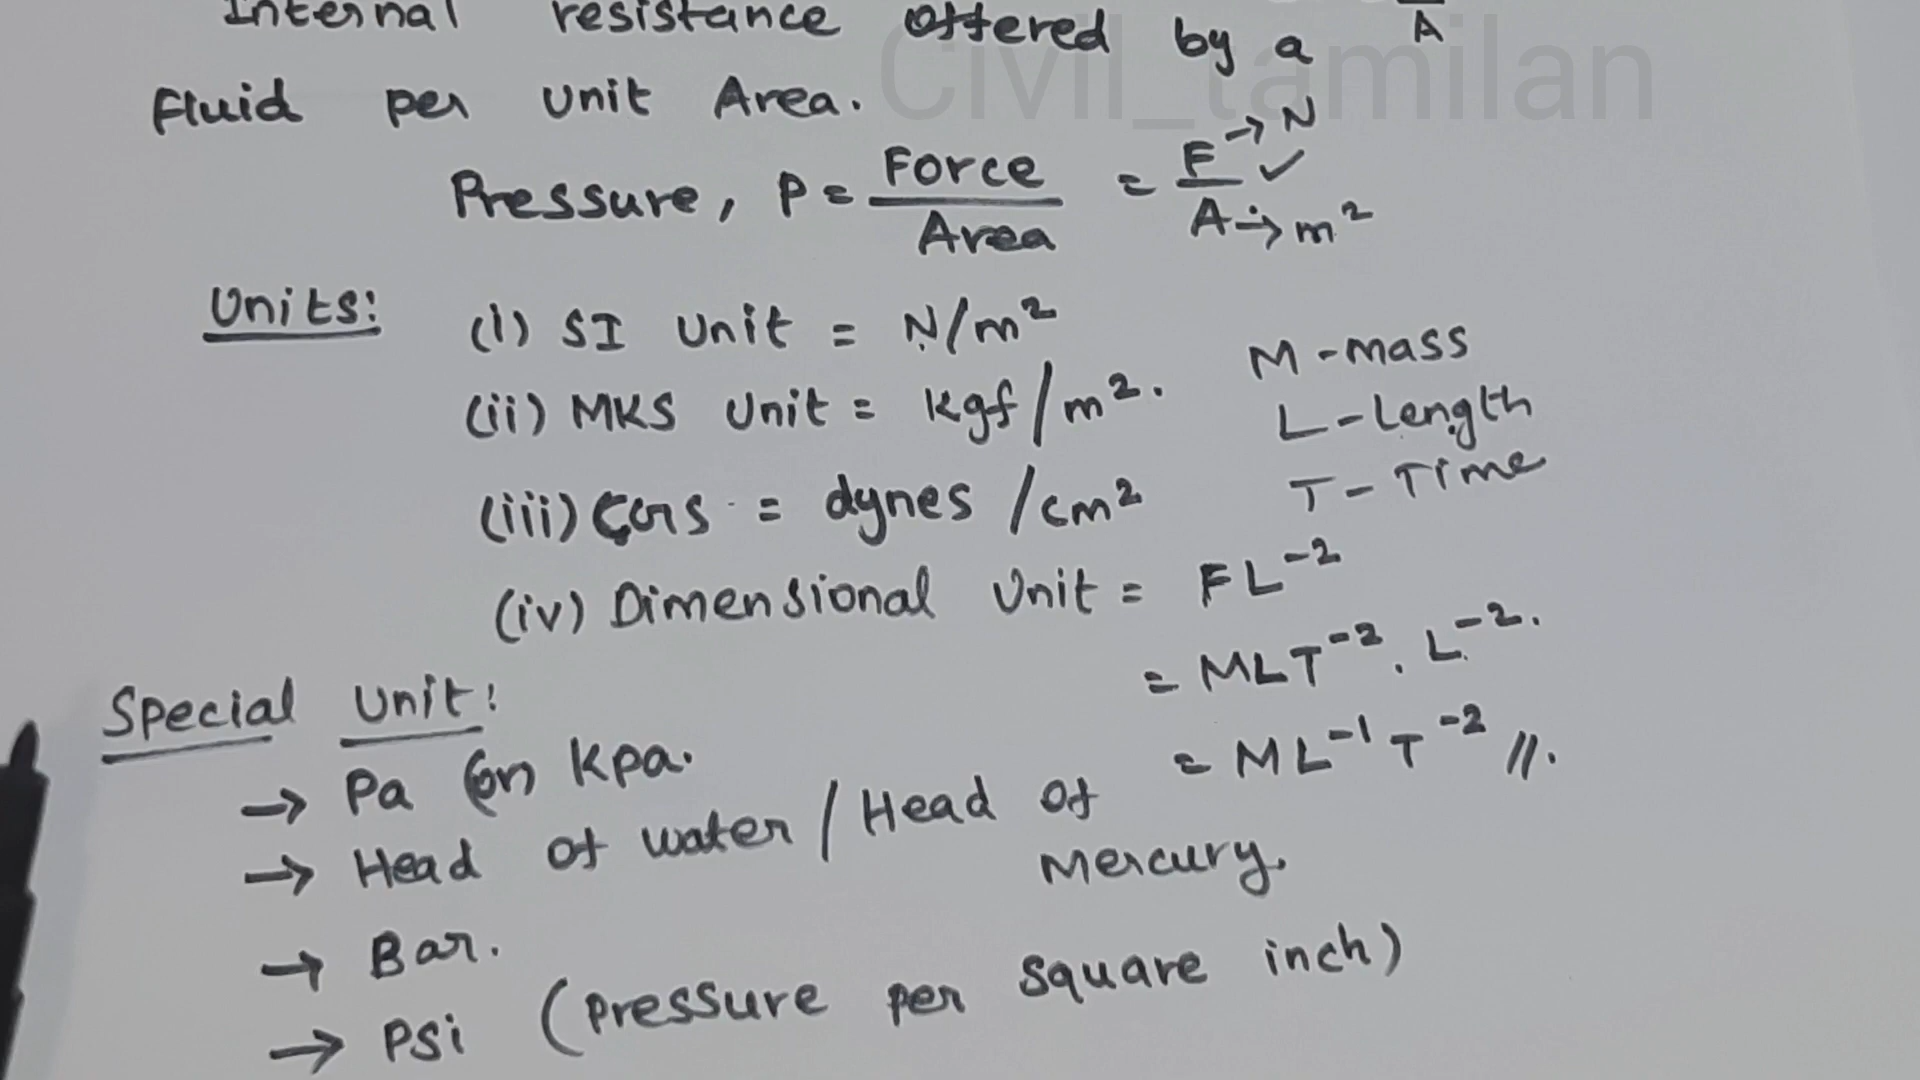 Internal resistance offered by a
A
Fluid per unit Area.
Civil_tamilan
Pressure, P = Force / Area = F → N ✓ / A → m²
Units:
(i) SI Unit = N/m²
(ii) MKS Unit = kgf/m².
(iii) CGS = dynes /cm²
(iv) Dimensional Unit = FL⁻²
= MLT⁻² . L⁻².
= ML⁻¹T⁻² //.
M - mass
L - Length
T - Time
Special Unit:
→ Pa (or) Kpa.
→ Head of water / Head of
Mercury.
→ Bar.
→ PSi (Pressure per square inch)